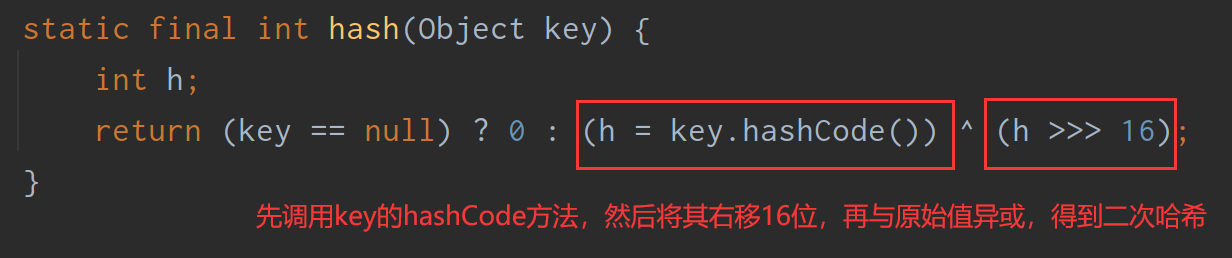 static final int hash(Object key) {
int h;
return (key == null) ? 0 : (h = key.hashCode()) ^ (h >>> 16);
}
先调用key的hashCode方法，然后将其右移16位，再与原始值异或，得到二次哈希